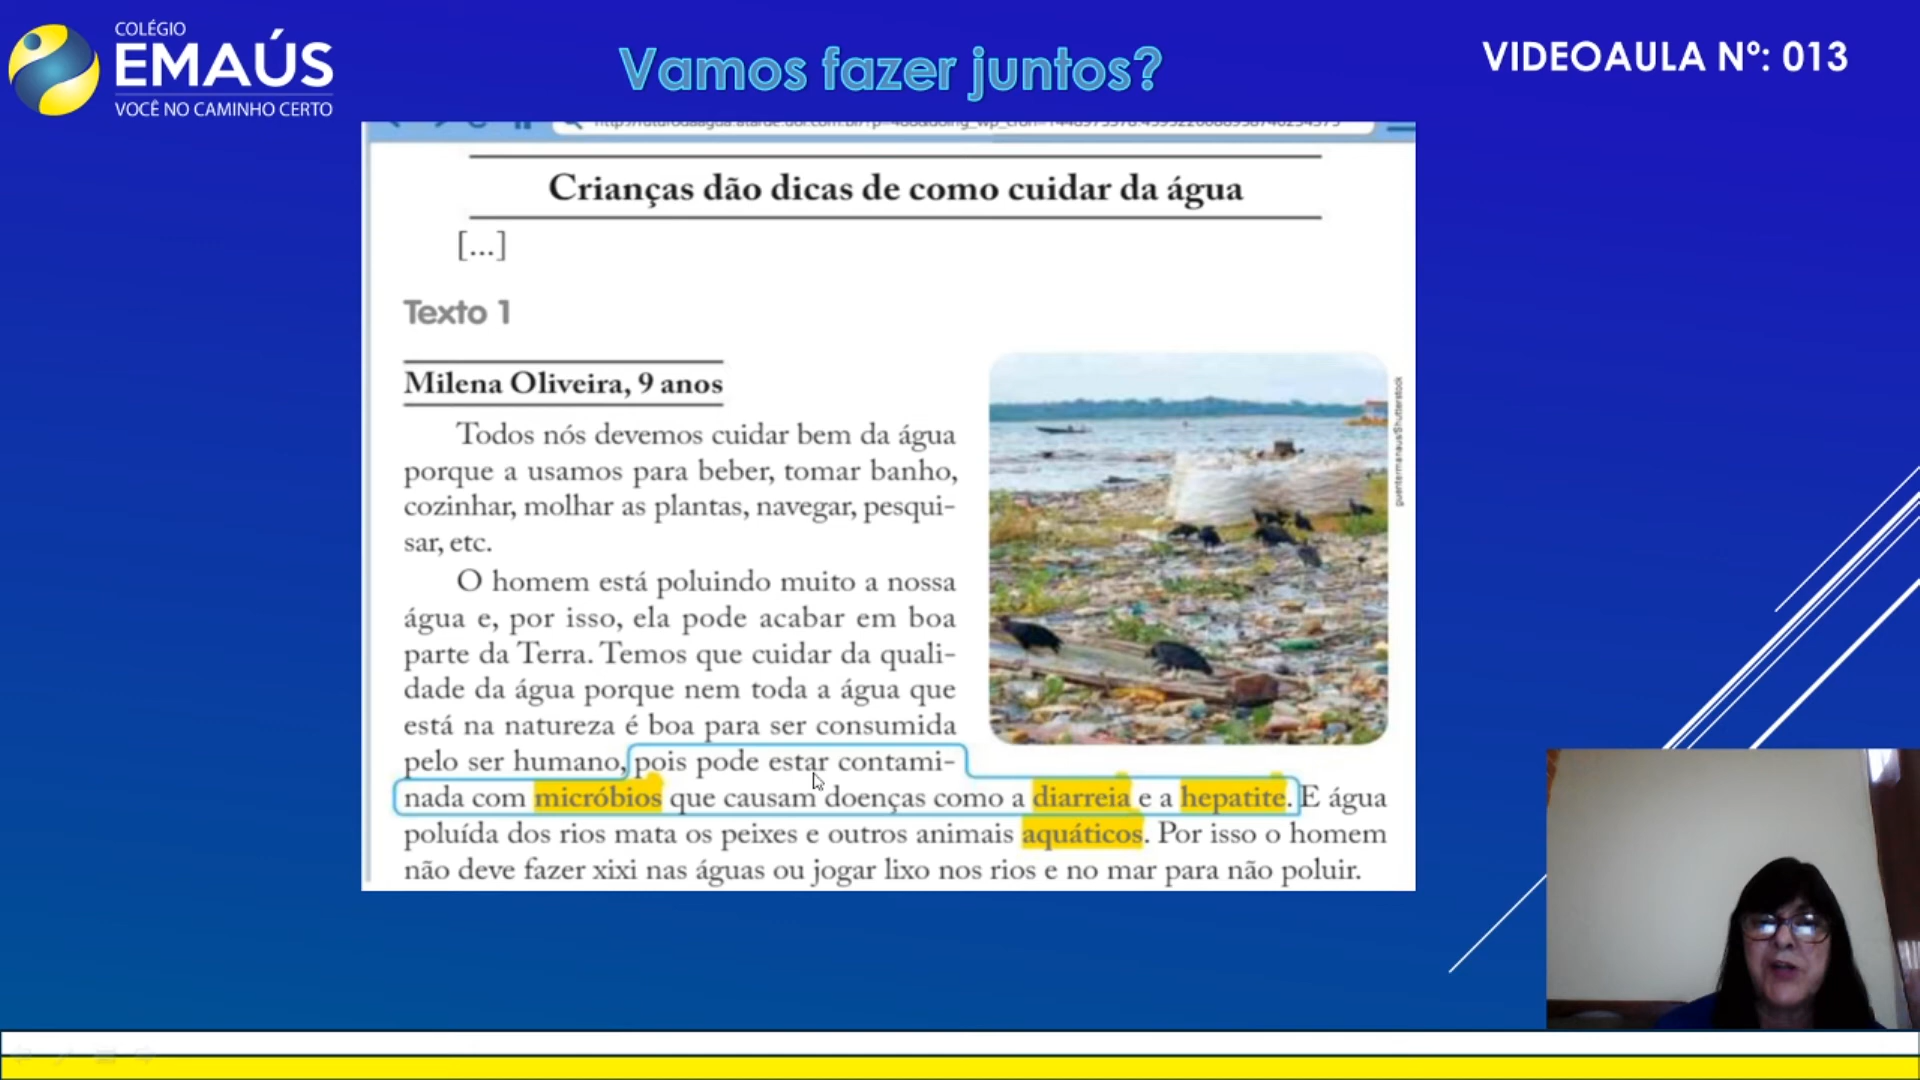 COLÉGIO
EMAÚS
VOCÊ NO CAMINHO CERTO
Vamos fazer juntos?
VIDEOAULA Nº: 013
Crianças dão dicas de como cuidar da água
[...]
Texto 1
Milena Oliveira, 9 anos
Todos nós devemos cuidar bem da água
porque a usamos para beber, tomar banho,
cozinhar, molhar as plantas, navegar, pesqui-
sar, etc.
O homem está poluindo muito a nossa
água e, por isso, ela pode acabar em boa
parte da Terra. Temos que cuidar da quali-
dade da água porque nem toda a água que
está na natureza é boa para ser consumida
pelo ser humano, pois pode estar contami-
nada com micróbios que causam doenças como a diarreia e a hepatite. E água
poluída dos rios mata os peixes e outros animais aquáticos. Por isso o homem
não deve fazer xixi nas águas ou jogar lixo nos rios e no mar para não poluir.
guentermanaus/Shutterstock